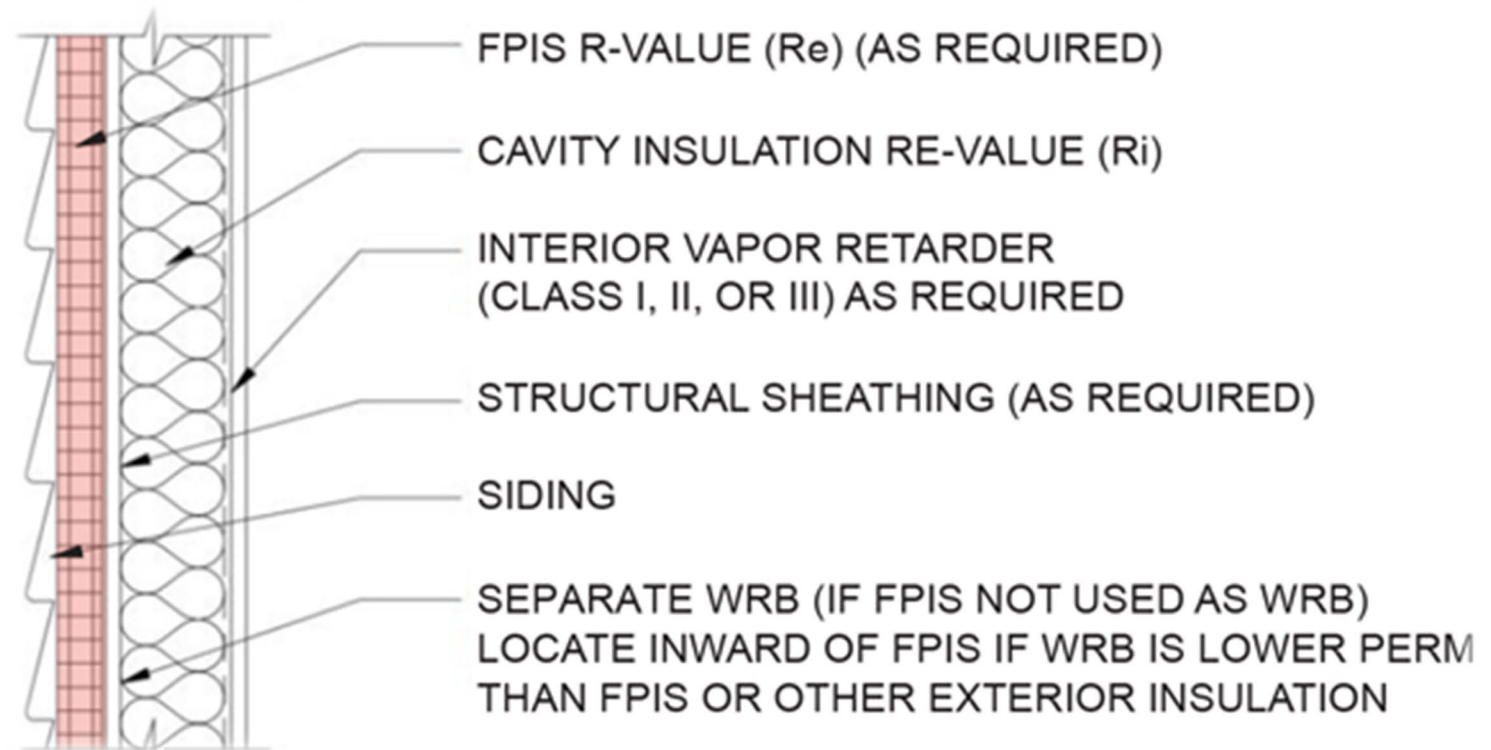 FPIS R-VALUE (Re) (AS REQUIRED)
CAVITY INSULATION RE-VALUE (Ri)
INTERIOR VAPOR RETARDER
(CLASS I, II, OR III) AS REQUIRED
STRUCTURAL SHEATHING (AS REQUIRED)
SIDING
SEPARATE WRB (IF FPIS NOT USED AS WRB)
LOCATE INWARD OF FPIS IF WRB IS LOWER PERM
THAN FPIS OR OTHER EXTERIOR INSULATION